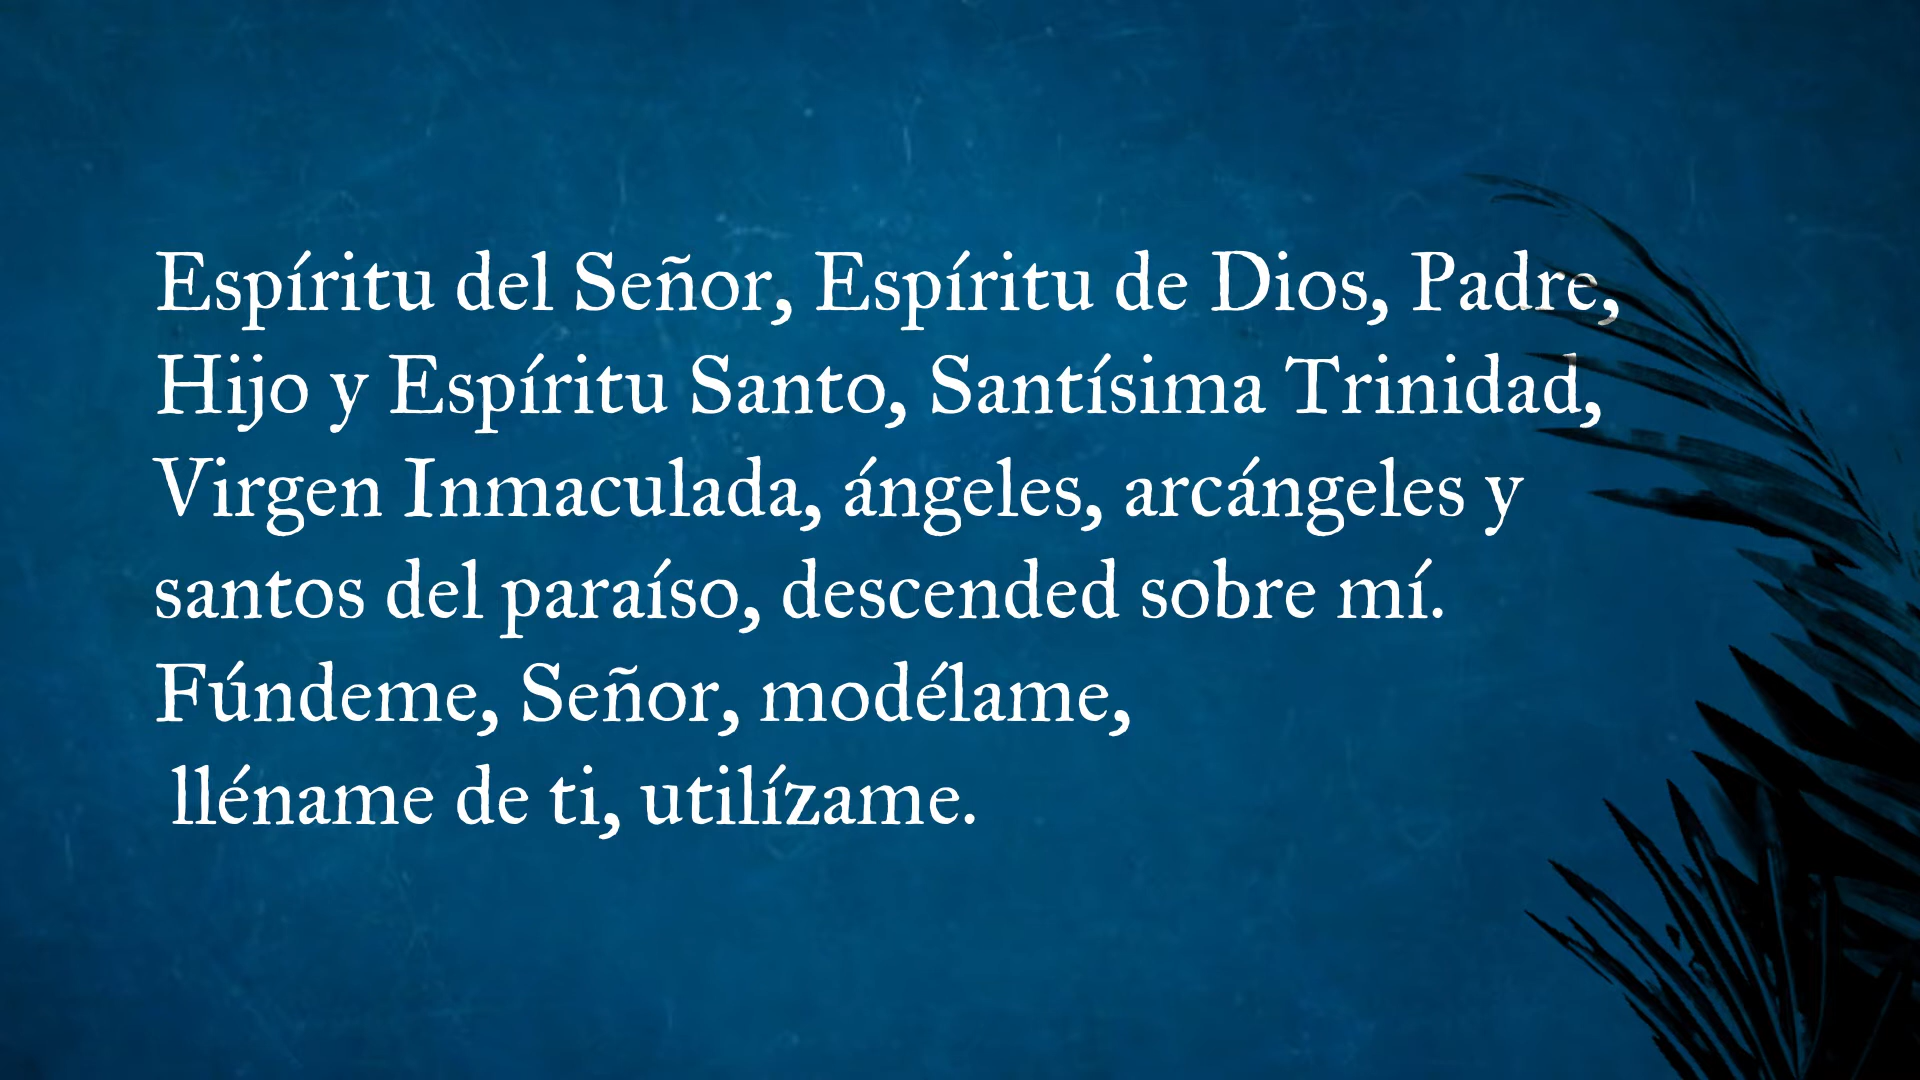 Espíritu del Señor, Espíritu de Dios, Padre,
Hijo y Espíritu Santo, Santísima Trinidad,
Virgen Inmaculada, ángeles, arcángeles y
santos del paraíso, descended sobre mí.
Fúndeme, Señor, modélame,
lléname de ti, utilízame.